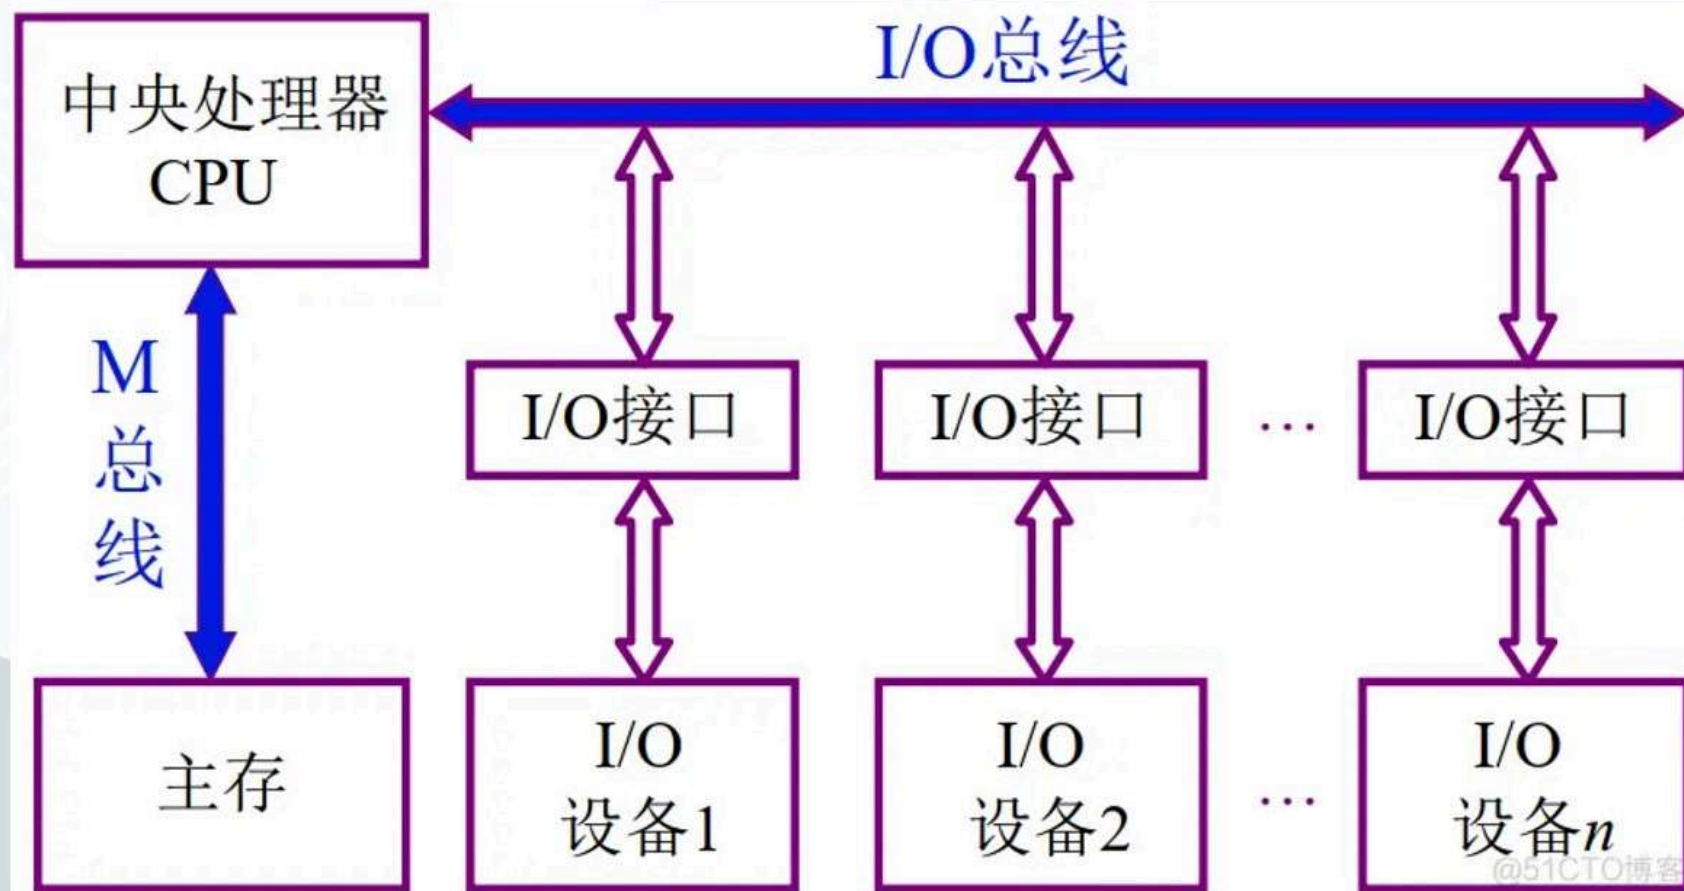 中央处理器
CPU
I/O总线
M
总
线
I/O接口
I/O接口
…
I/O接口
主存
I/O
设备1
I/O
设备2
…
I/O
设备n
@51CTO博客